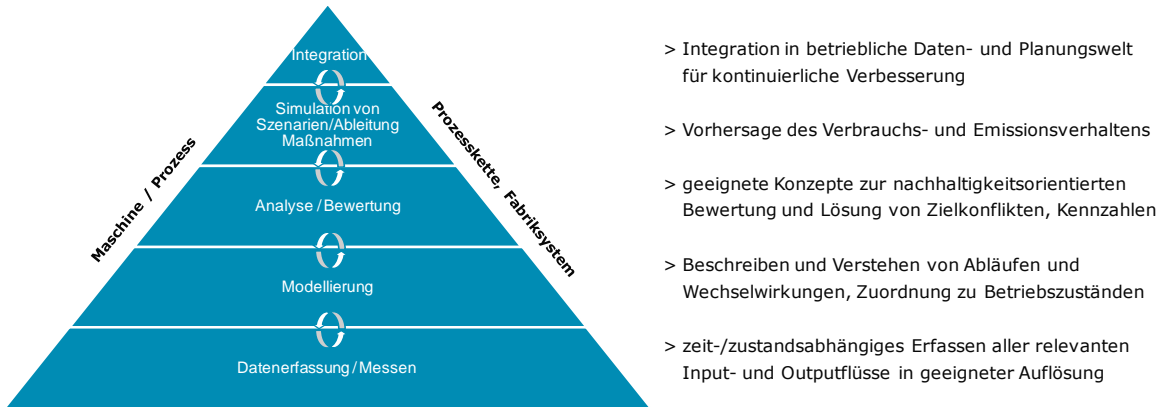 Integration
Simulation von
Szenarien/Ableitung
Maßnahmen
Analyse / Bewertung
Modellierung
Datenerfassung / Messen
Maschine / Prozess
Prozesskette, Fabriksystem
> Integration in betriebliche Daten- und Planungswelt
für kontinuierliche Verbesserung
> Vorhersage des Verbrauchs- und Emissionsverhaltens
> geeignete Konzepte zur nachhaltigkeitsorientierten
Bewertung und Lösung von Zielkonflikten, Kennzahlen
> Beschreiben und Verstehen von Abläufen und
Wechselwirkungen, Zuordnung zu Betriebszuständen
> zeit-/zustandsabhängiges Erfassen aller relevanten
Input- und Outputflüsse in geeigneter Auflösung